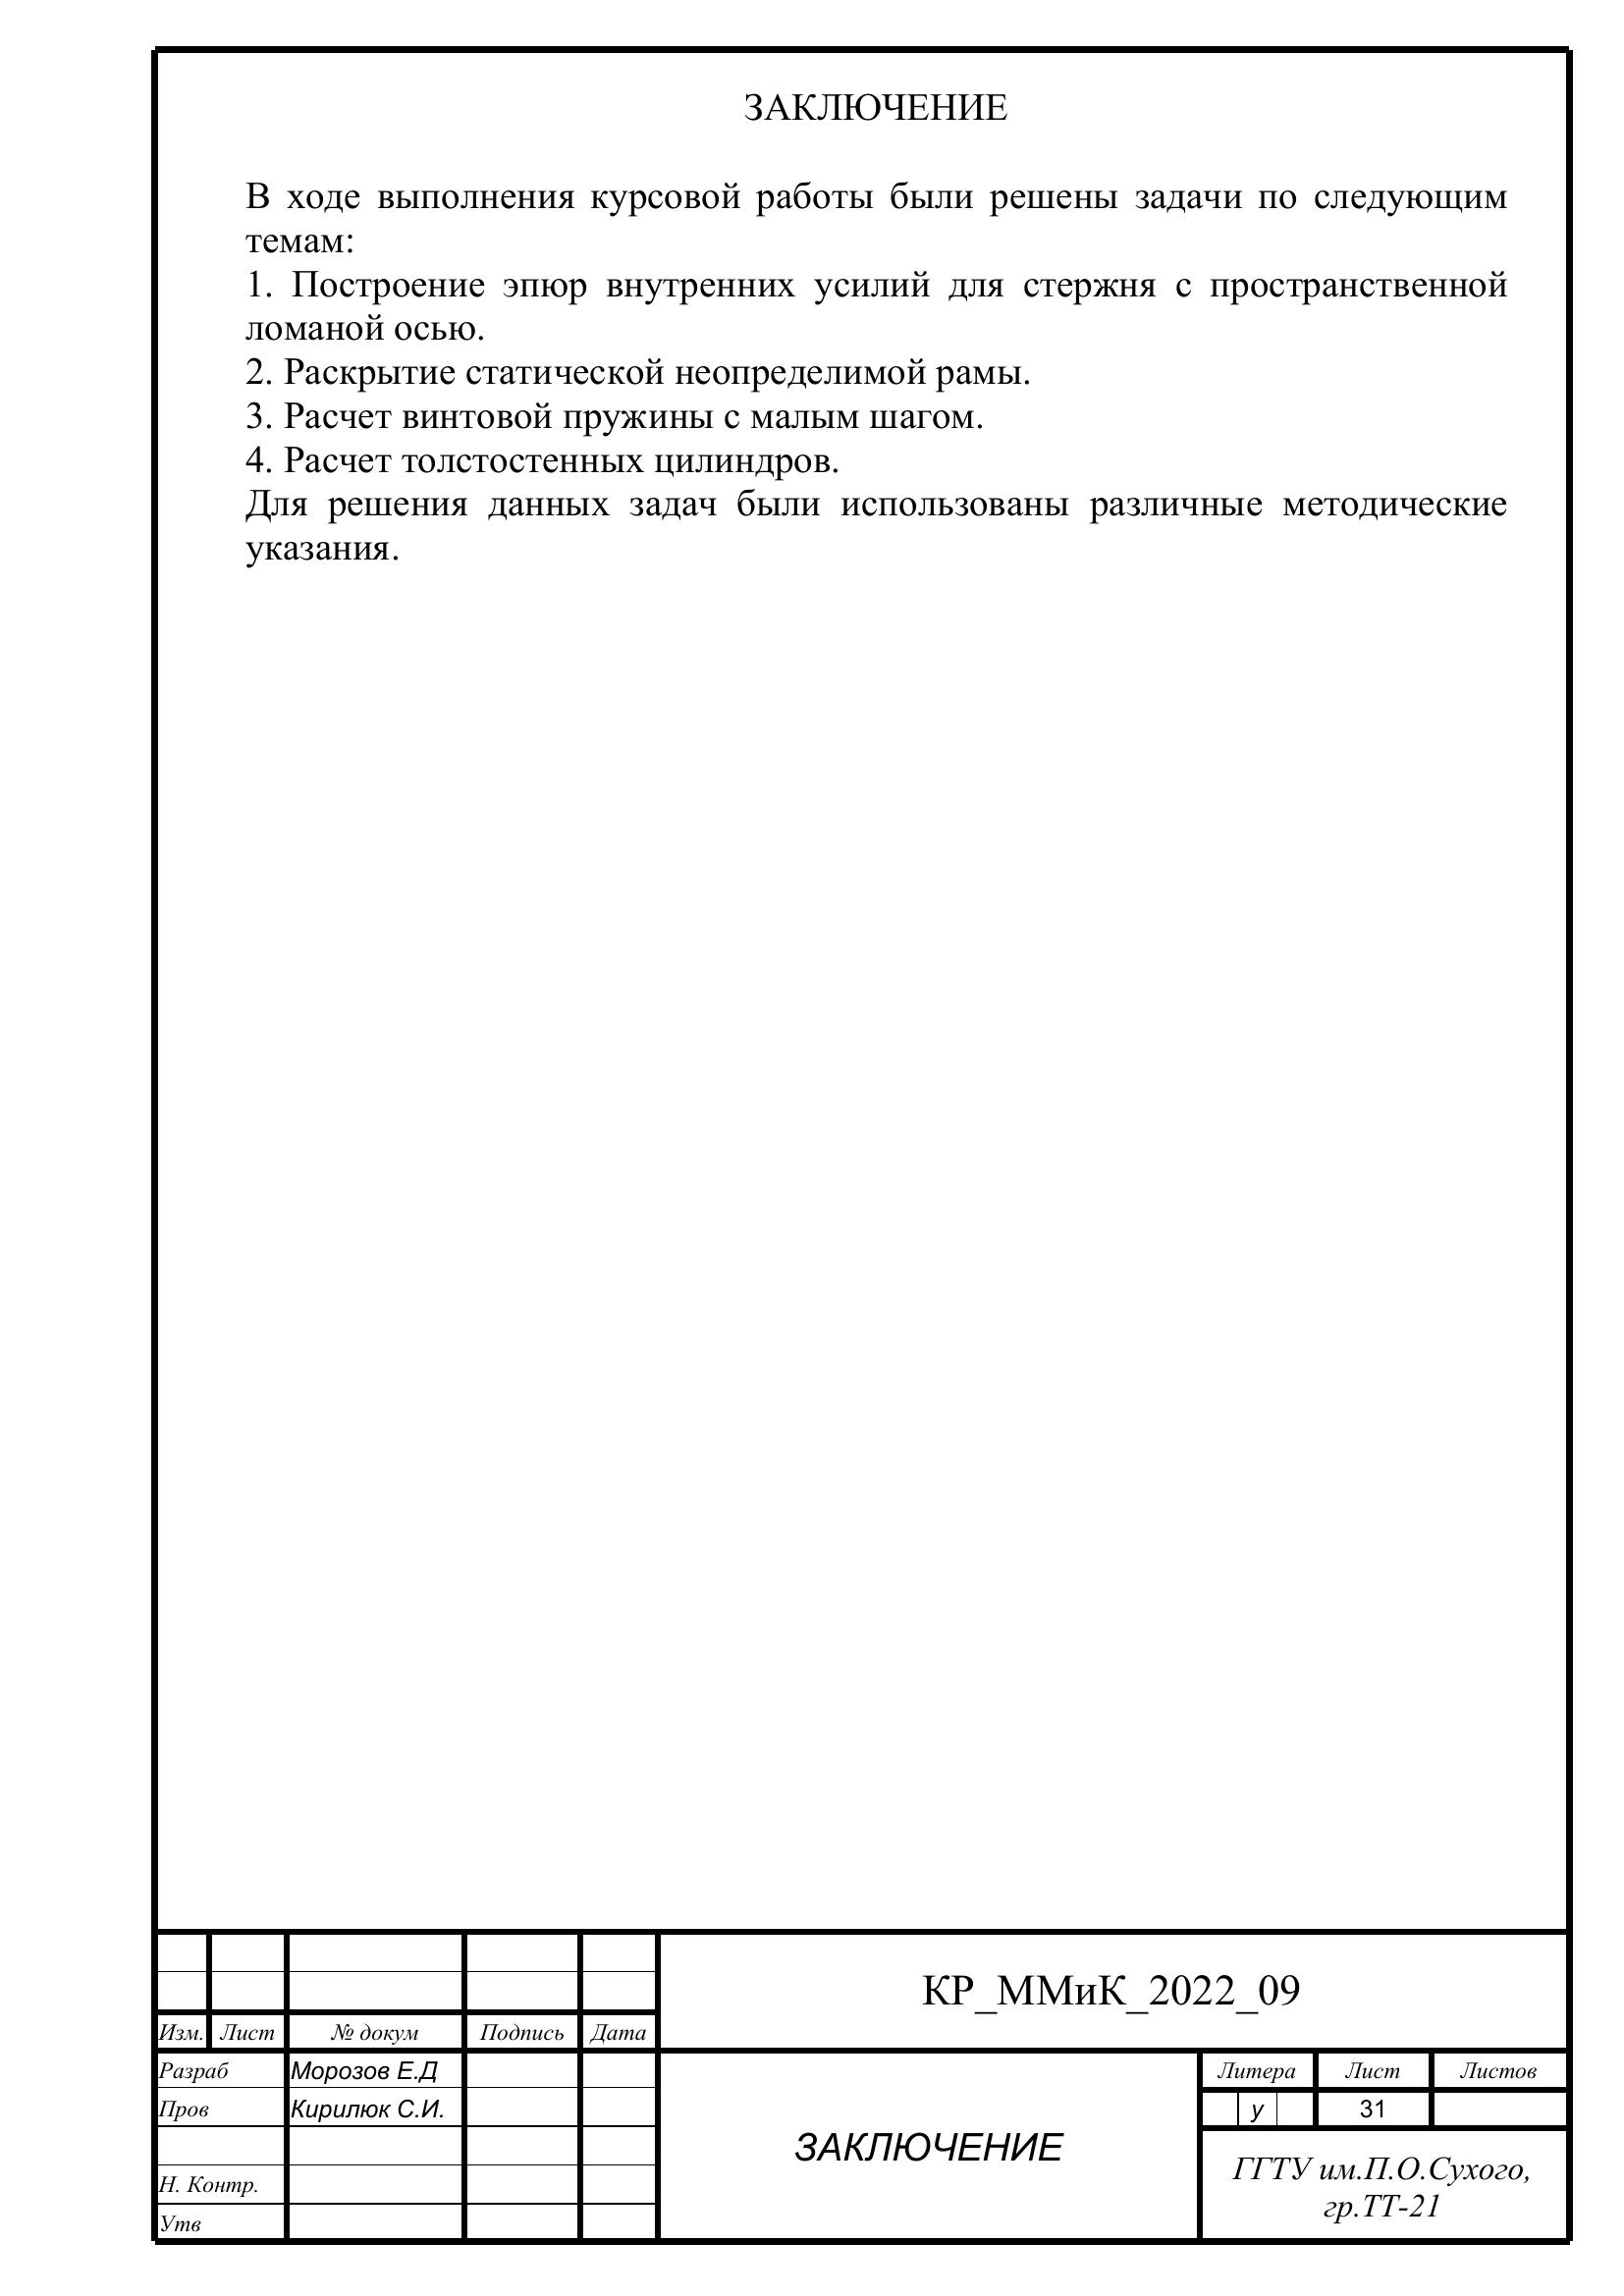 ЗАКЛЮЧЕНИЕ
В ходе выполнения курсовой работы были решены задачи по следующим
темам:
1. Построение эпюр внутренних усилий для стержня с пространственной
ломаной осью.
2. Раскрытие статической неопределимой рамы.
3. Расчет винтовой пружины с малым шагом.
4. Расчет толстостенных цилиндров.
Для решения данных задач были использованы различные методические
указания.
КР_ММиК_2022_09
Изм. Лист № докум Подпись Дата
Разраб Морозов Е.Д
Пров Кирилюк С.И.
Н. Контр.
Утв
ЗАКЛЮЧЕНИЕ
Литера Лист Листов
у 31
ГГТУ им.П.О.Сухого,
гр.ТТ-21